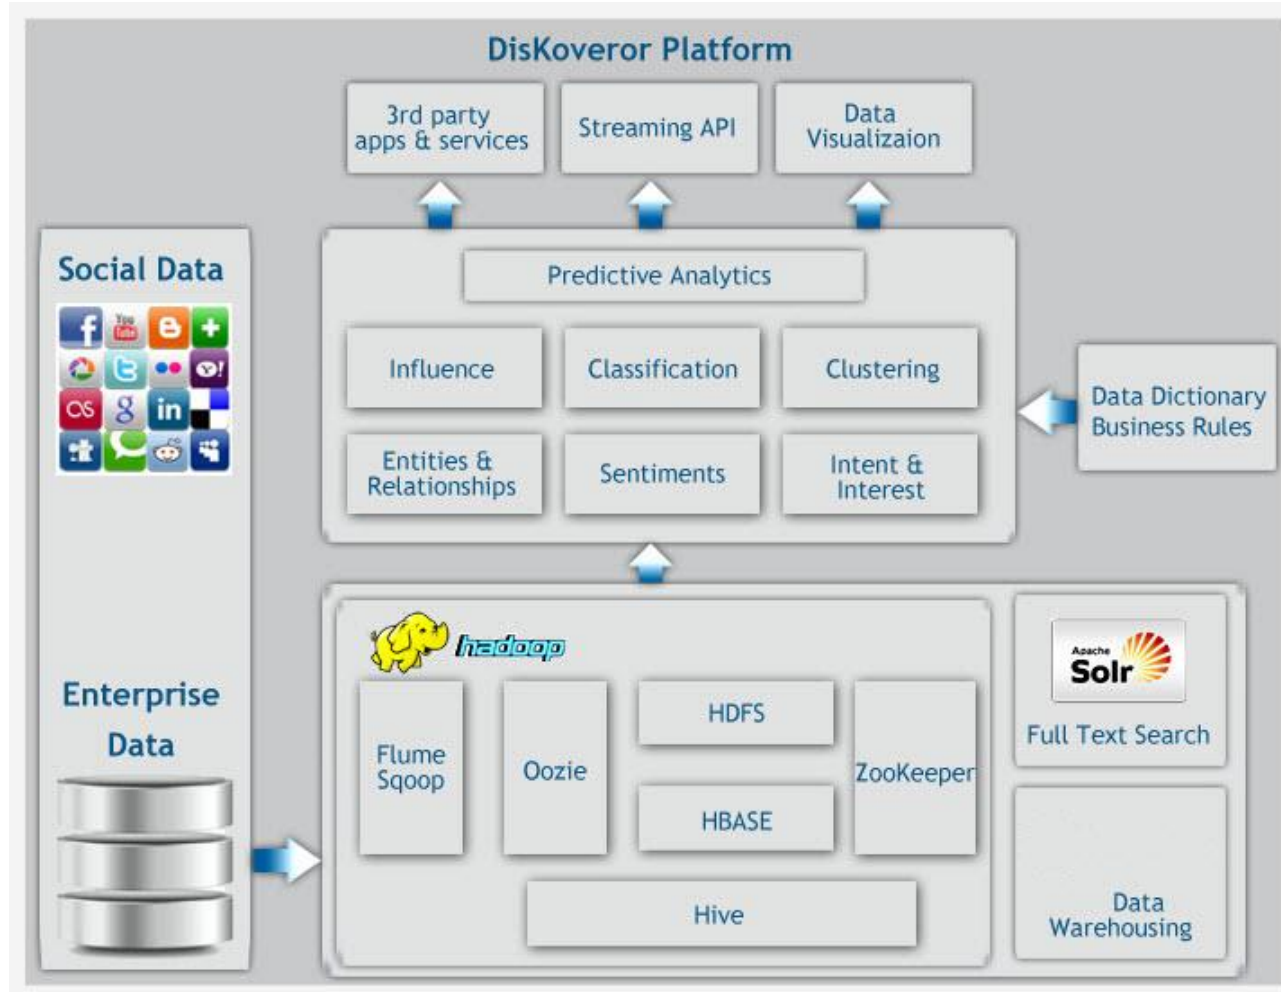 DisKoveror Platform
3rd party
apps & services
Streaming API
Data
Visualizaion
Social Data
You
Tube
Predictive Analytics
Influence
Classification
Clustering
Data Dictionary
Business Rules
Entities &
Relationships
Sentiments
Intent &
Interest
Enterprise
Data
hadoop
Flume
Sqoop
Oozie
HDFS
HBASE
ZooKeeper
Hive
Apache
Solr
Full Text Search
Data
Warehousing